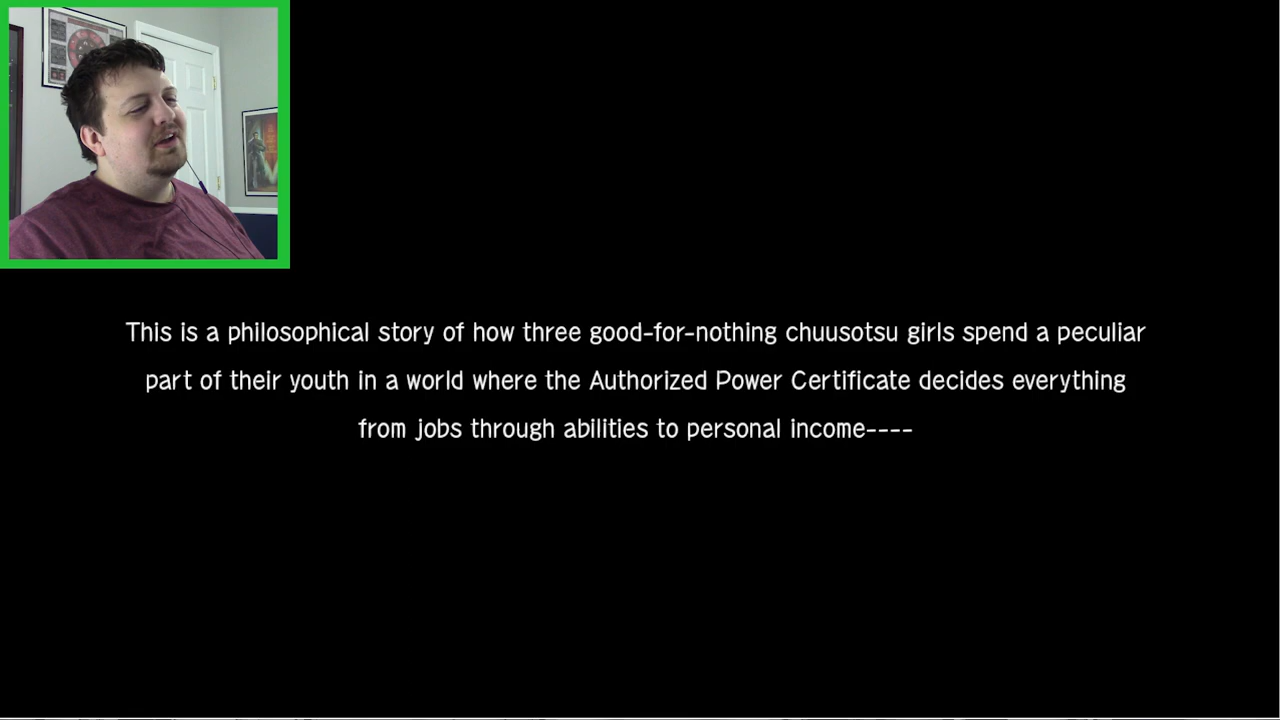 This is a philosophical story of how three good-for-nothing chuusotsu girls spend a peculiar
part of their youth in a world where the Authorized Power Certificate decides everything
from jobs through abilities to personal income----